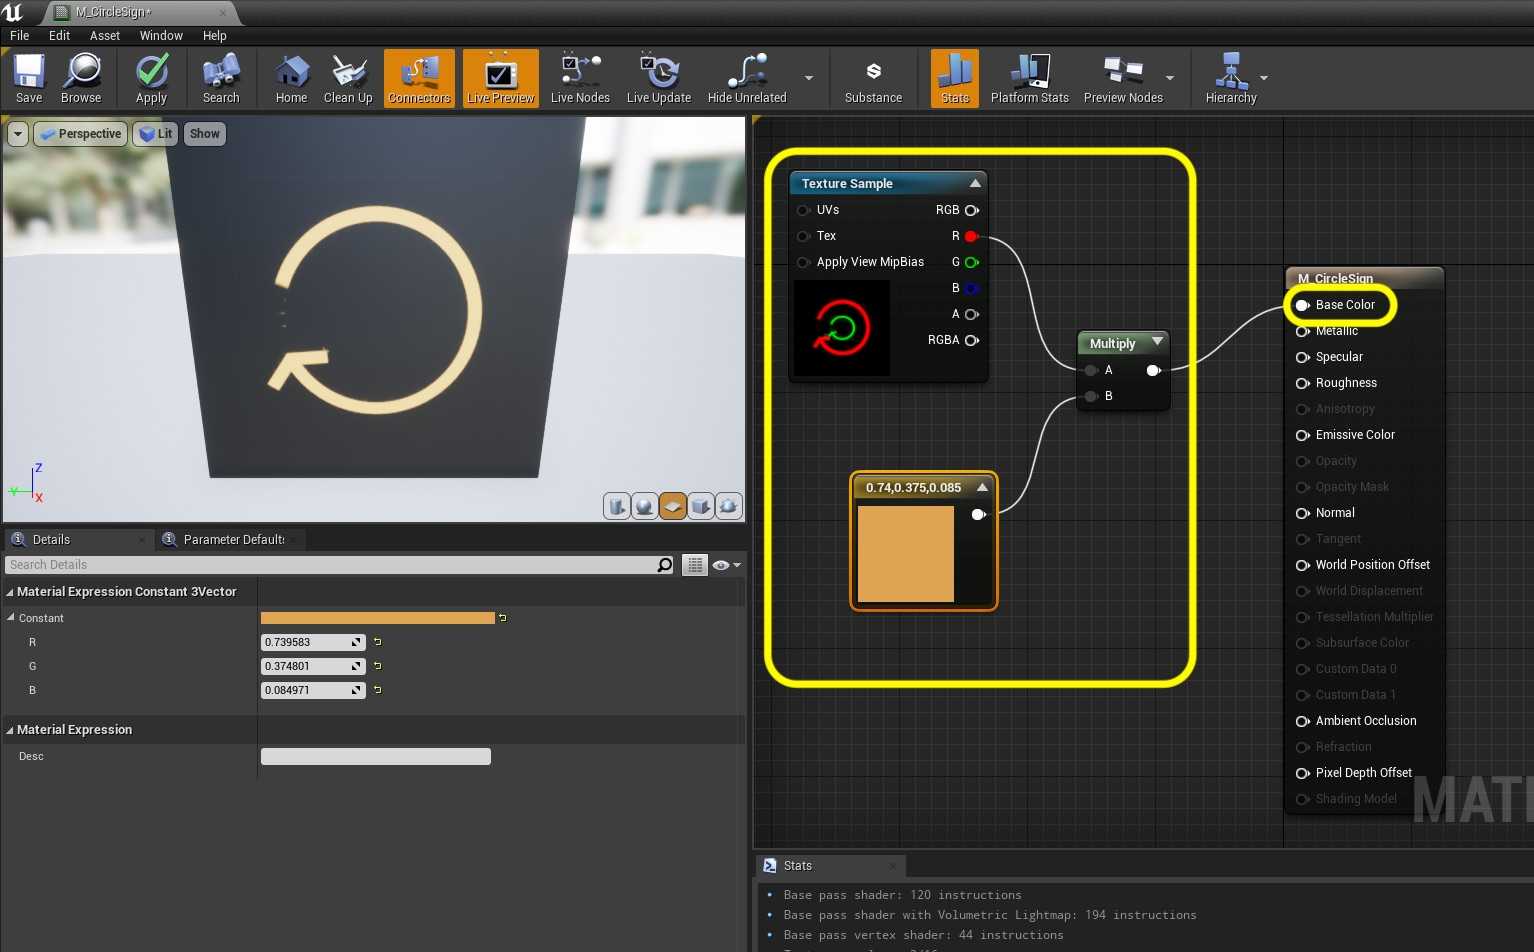 M_CircleSign*
File Edit Asset Window Help
Save Browse Apply Search Home Clean Up Connectors Live Preview Live Nodes Live Update Hide Unrelated Substance Stats Platform Stats Preview Nodes Hierarchy
Perspective Lit Show
Z
Y
X
Details Parameter Defaults
Search Details
Material Expression Constant 3Vector
Constant
R 0.739583
G 0.374801
B 0.084971
Material Expression
Desc
Texture Sample
UVs RGB
Tex R
Apply View MipBias G
B
A
RGBA
Multiply
A
B
0.74,0.375,0.085
M_CircleSign
Base Color
Metallic
Specular
Roughness
Anisotropy
Emissive Color
Opacity
Opacity Mask
Normal
Tangent
World Position Offset
World Displacement
Tessellation Multiplier
Subsurface Color
Custom Data 0
Custom Data 1
Ambient Occlusion
Refraction
Pixel Depth Offset
Shading Model
MATE
Stats
Base pass shader: 120 instructions
Base pass shader with Volumetric Lightmap: 194 instructions
Base pass vertex shader: 44 instructions